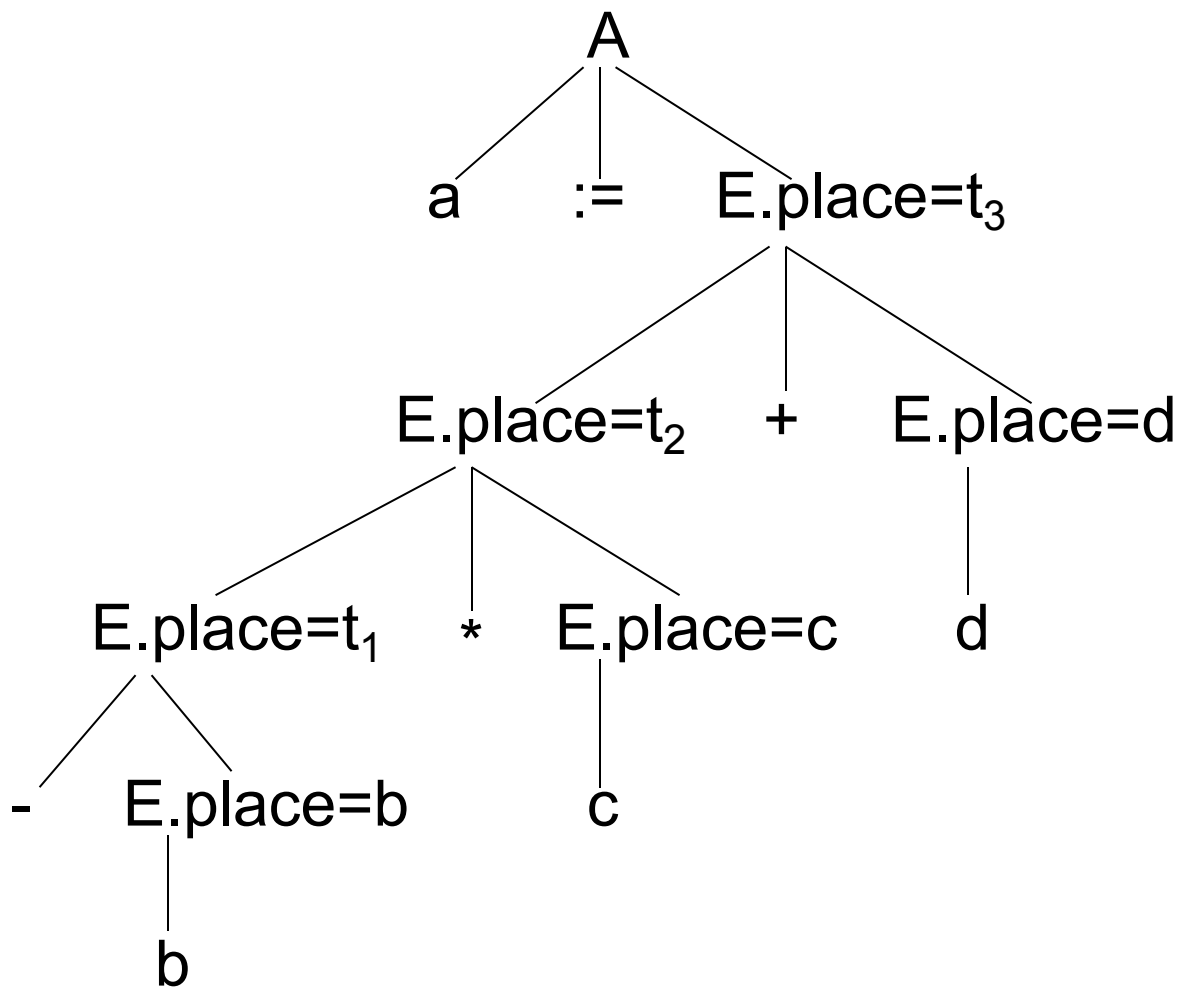 A
a := E.place=t₃
E.place=t₂ + E.place=d
E.place=t₁ * E.place=c d
- E.place=b c
b